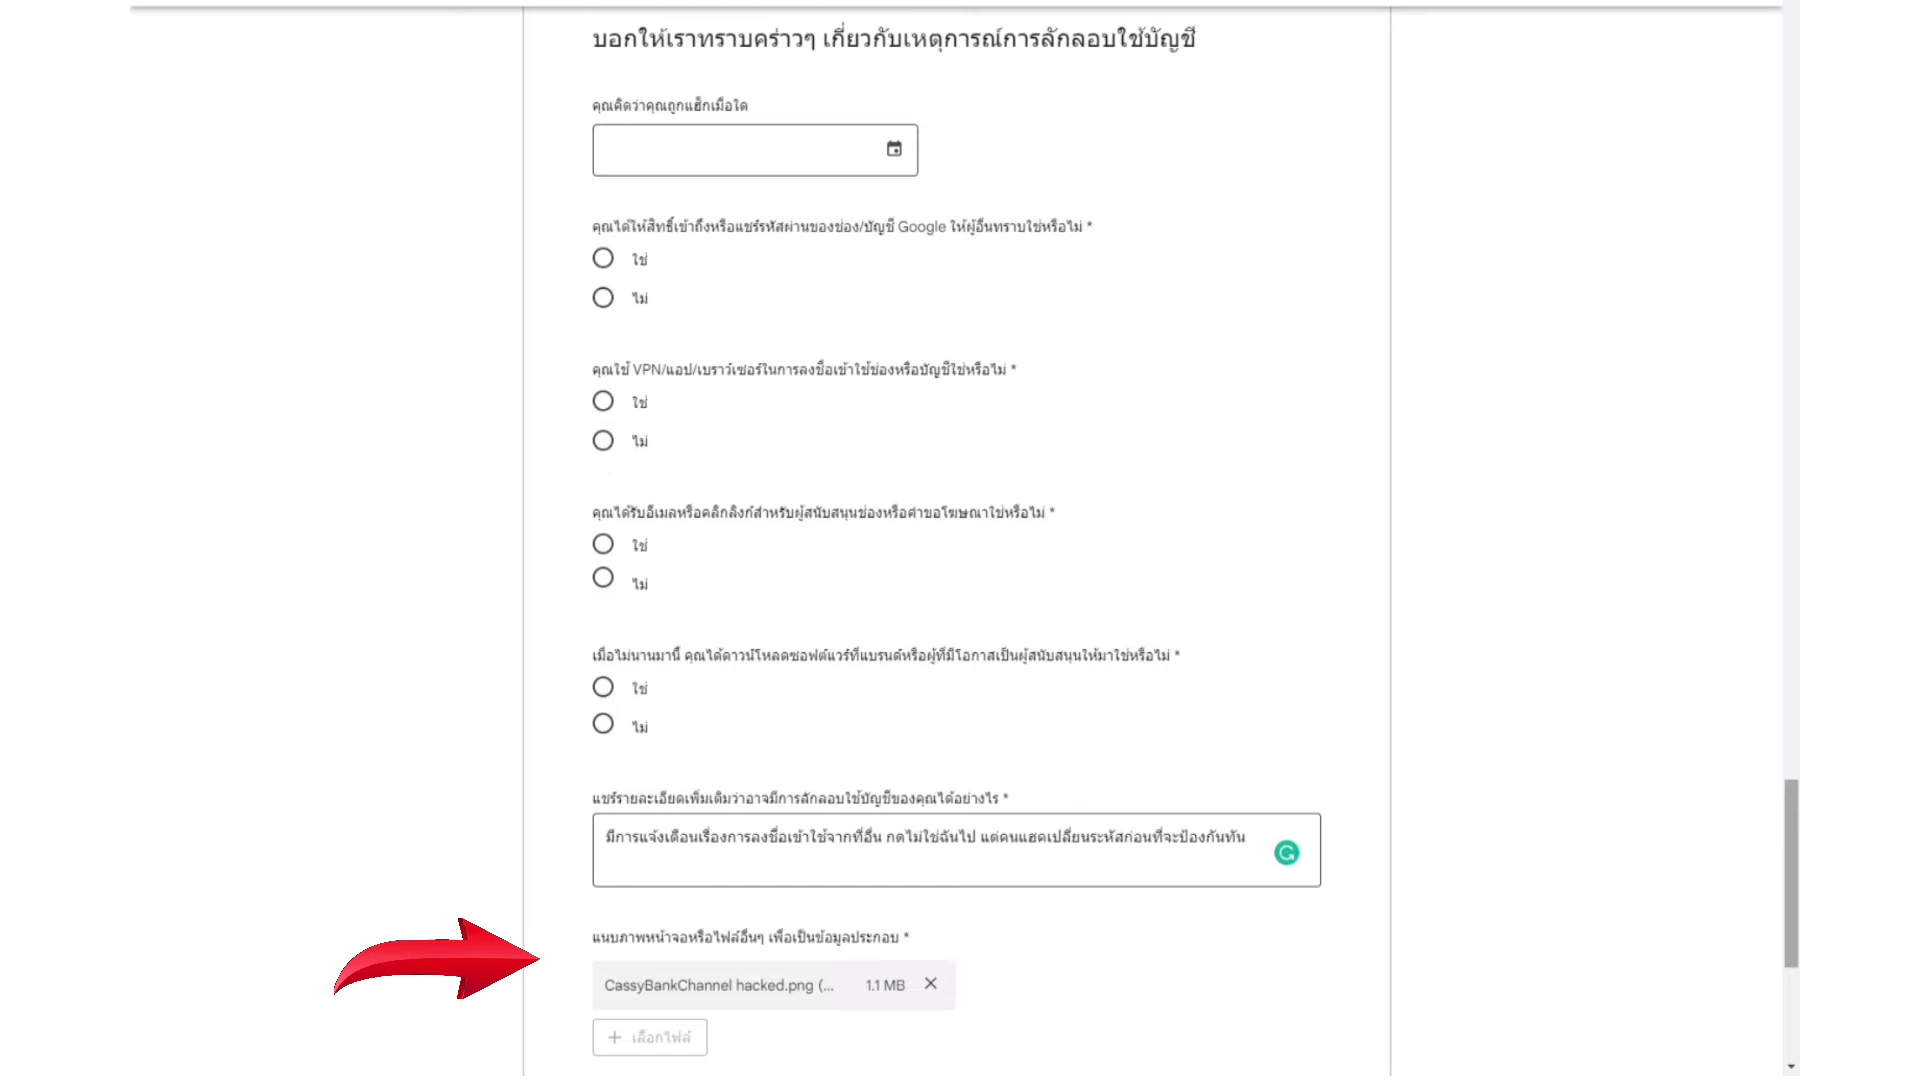 บอกให้เราทราบคร่าวๆ เกี่ยวกับเหตุการณ์การลักลอบใช้บัญชี
คุณคิดว่าคุณถูกแฮ็กเมื่อใด
คุณได้ให้สิทธิ์เข้าถึงหรือแชร์รหัสผ่านของช่อง/บัญชี Google ให้ผู้อื่นทราบใช่หรือไม่ *
ใช่
ไม่
คุณใช้ VPN/แอป/เบราว์เซอร์ในการลงชื่อเข้าใช้ช่องหรือบัญชีใช่หรือไม่ *
ใช่
ไม่
คุณได้รับอีเมลหรือคลิกลิงก์สำหรับผู้สนับสนุนช่องหรือคำขอโฆษณาใช่หรือไม่ *
ใช่
ไม่
เมื่อไม่นานมานี้ คุณได้ดาวน์โหลดซอฟต์แวร์ที่แบรนด์หรือผู้ที่มีโอกาสเป็นผู้สนับสนุนให้มาใช่หรือไม่ *
ใช่
ไม่
แชร์รายละเอียดเพิ่มเติมว่าอาจมีการลักลอบใช้บัญชีของคุณได้อย่างไร *
มีการแจ้งเตือนเรื่องการลงชื่อเข้าใช้จากที่อื่น กดไม่ใช่ฉันไป แต่คนแฮคเปลี่ยนระหัสก่อนที่จะป้องกันทัน
แนบภาพหน้าจอหรือไฟล์อื่นๆ เพื่อเป็นข้อมูลประกอบ *
CassyBankChannel hacked.png (... 1.1 MB
+ เลือกไฟล์